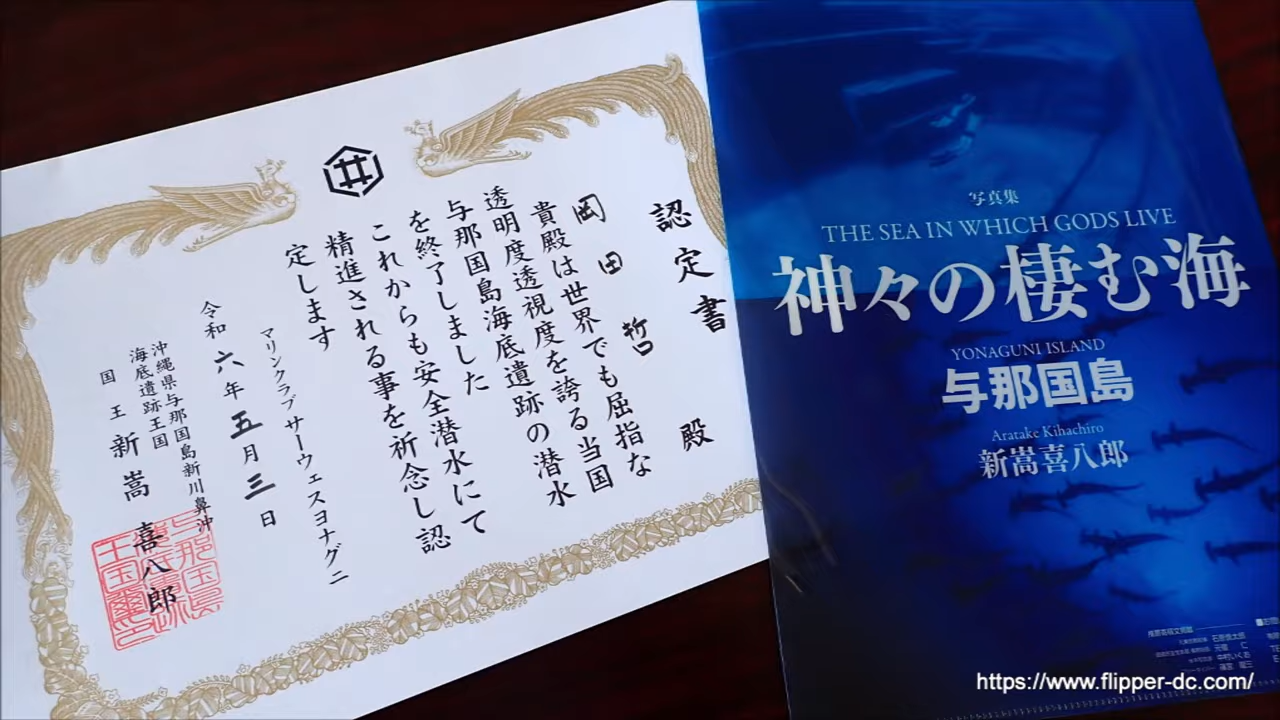 認定書
岡田 哲 殿
貴殿は世界でも屈指な
透明度透視度を誇る当国
与那国島海底遺跡の潜水
を終了しました
これからも安全潜水にて
精進される事を祈念し認
定します
マリンクラブサーウェスヨナグニ
令和六年五月三日
沖縄県与那国島新川鼻沖
海底遺跡王国
国王 新嵩喜八郎
写真集
THE SEA IN WHICH GODS LIVE
神々の棲む海
YONAGUNI ISLAND
与那国島
Aratake Kihachiro
新嵩喜八郎
https://www.flipper-dc.com/